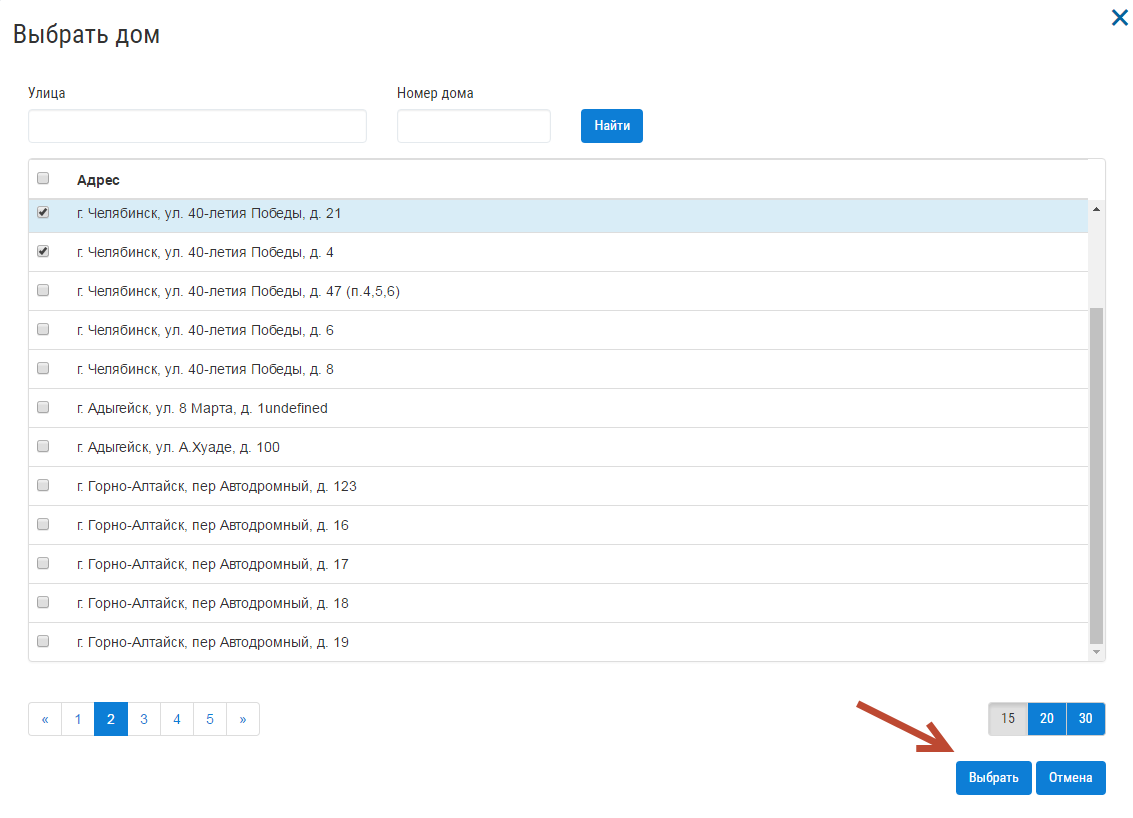 Выбрать дом
Улица
Номер дома
Найти
Адрес
г. Челябинск, ул. 40-летия Победы, д. 21
г. Челябинск, ул. 40-летия Победы, д. 4
г. Челябинск, ул. 40-летия Победы, д. 47 (п.4,5,6)
г. Челябинск, ул. 40-летия Победы, д. 6
г. Челябинск, ул. 40-летия Победы, д. 8
г. Адыгейск, ул. 8 Марта, д. 1undefined
г. Адыгейск, ул. А.Хуаде, д. 100
г. Горно-Алтайск, пер Автодромный, д. 123
г. Горно-Алтайск, пер Автодромный, д. 16
г. Горно-Алтайск, пер Автодромный, д. 17
г. Горно-Алтайск, пер Автодромный, д. 18
г. Горно-Алтайск, пер Автодромный, д. 19
« 1 2 3 4 5 »
15 20 30
Выбрать Отмена